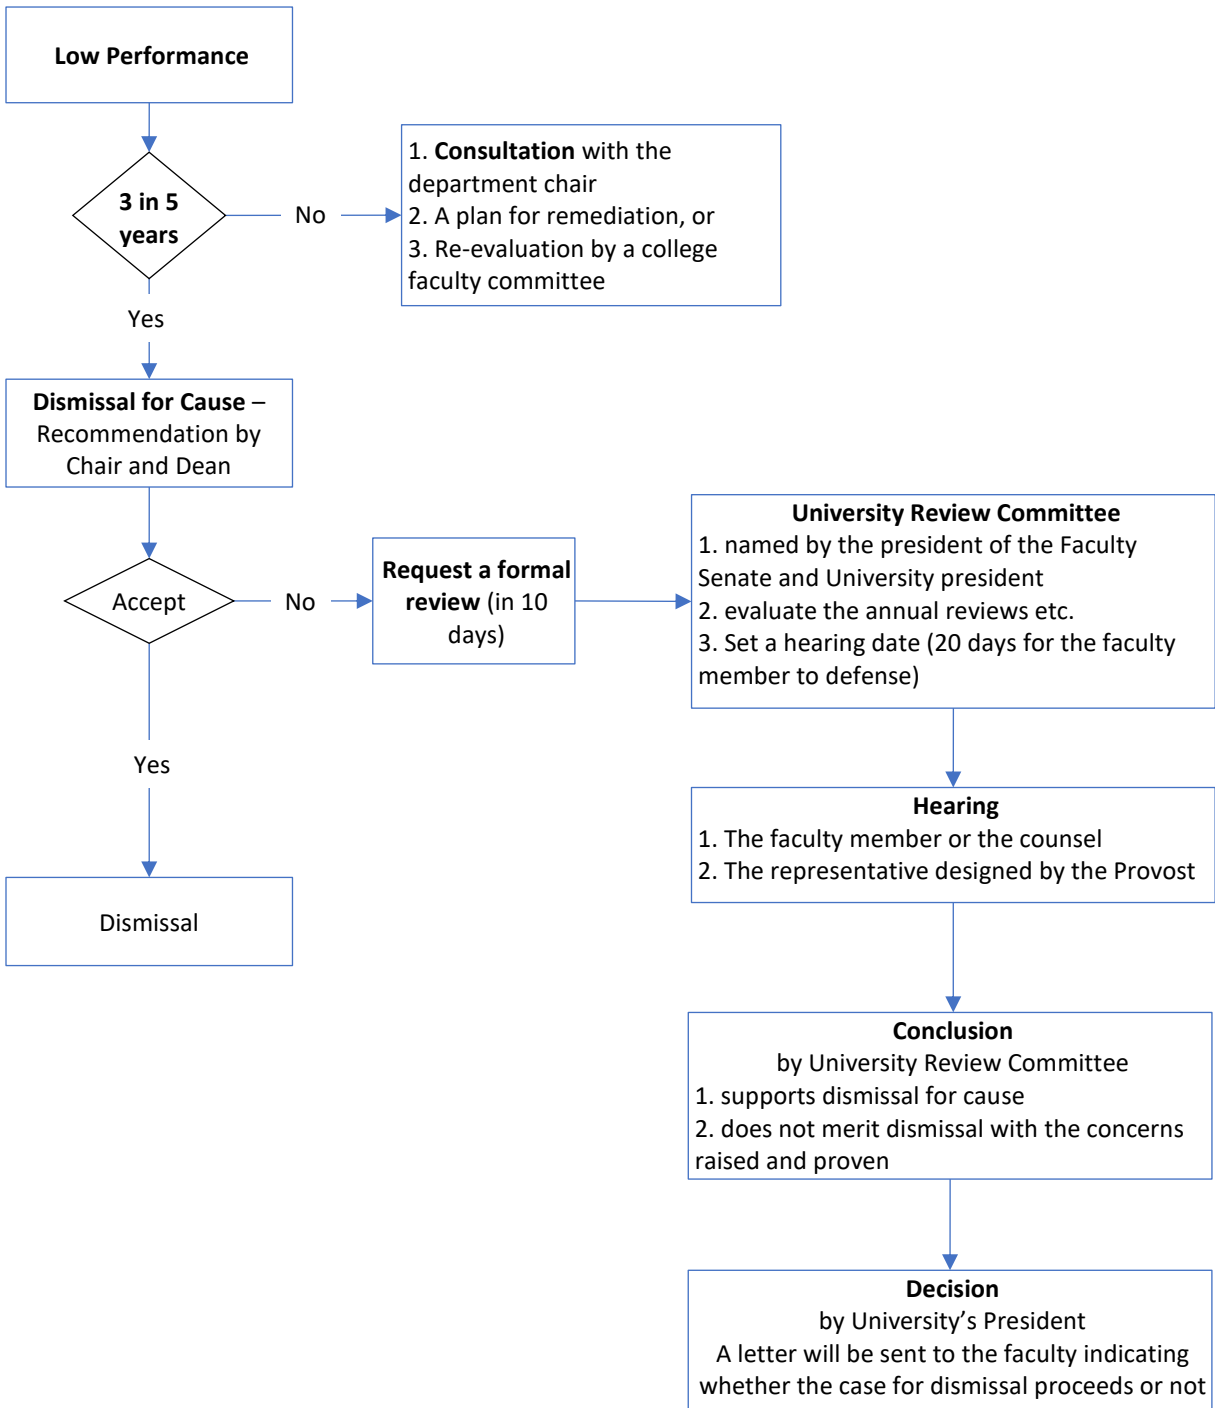 Low Performance
3 in 5
years
No
1. Consultation with the
department chair
2. A plan for remediation, or
3. Re-evaluation by a college
faculty committee
Yes
Dismissal for Cause –
Recommendation by
Chair and Dean
Accept
No
Request a formal
review (in 10
days)
University Review Committee
1. named by the president of the Faculty
Senate and University president
2. evaluate the annual reviews etc.
3. Set a hearing date (20 days for the faculty
member to defense)
Yes
Dismissal
Hearing
1. The faculty member or the counsel
2. The representative designed by the Provost
Conclusion
by University Review Committee
1. supports dismissal for cause
2. does not merit dismissal with the concerns
raised and proven
Decision
by University’s President
A letter will be sent to the faculty indicating
whether the case for dismissal proceeds or not